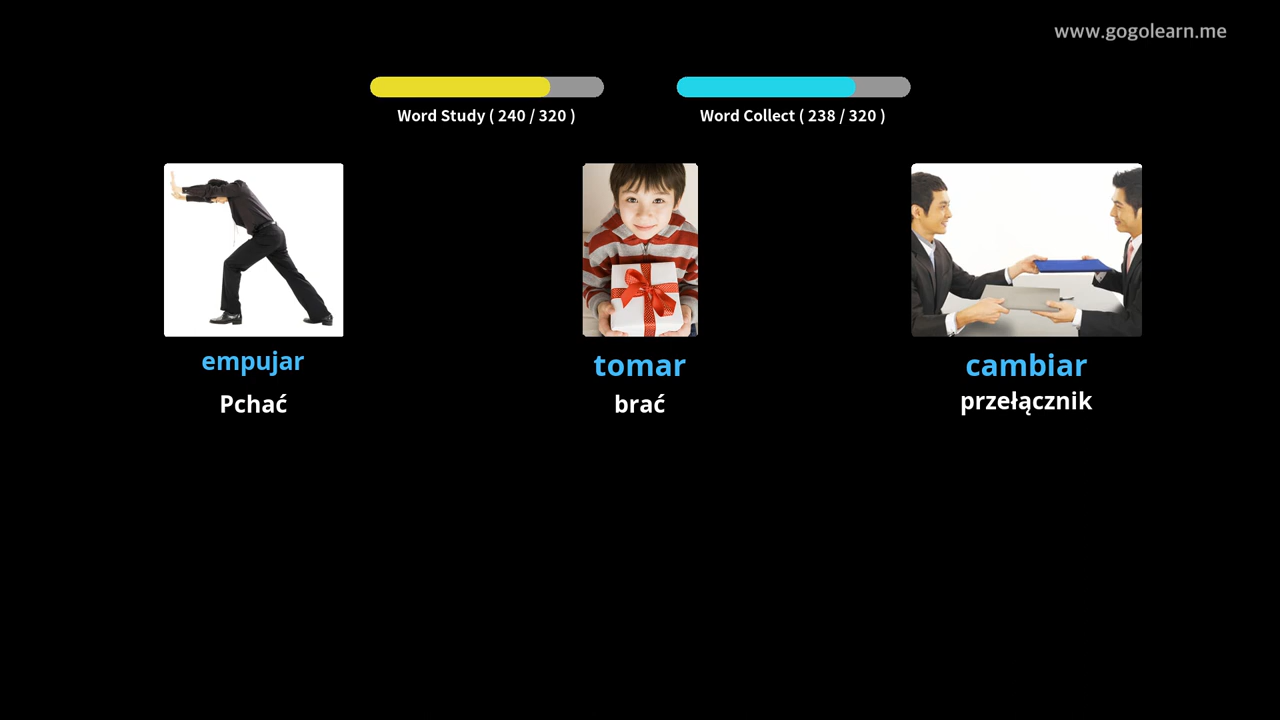 www.gogolearn.me
Word Study ( 240 / 320 )
Word Collect ( 238 / 320 )
empujar
tomar
cambiar
Pchać
brać
przełącznik